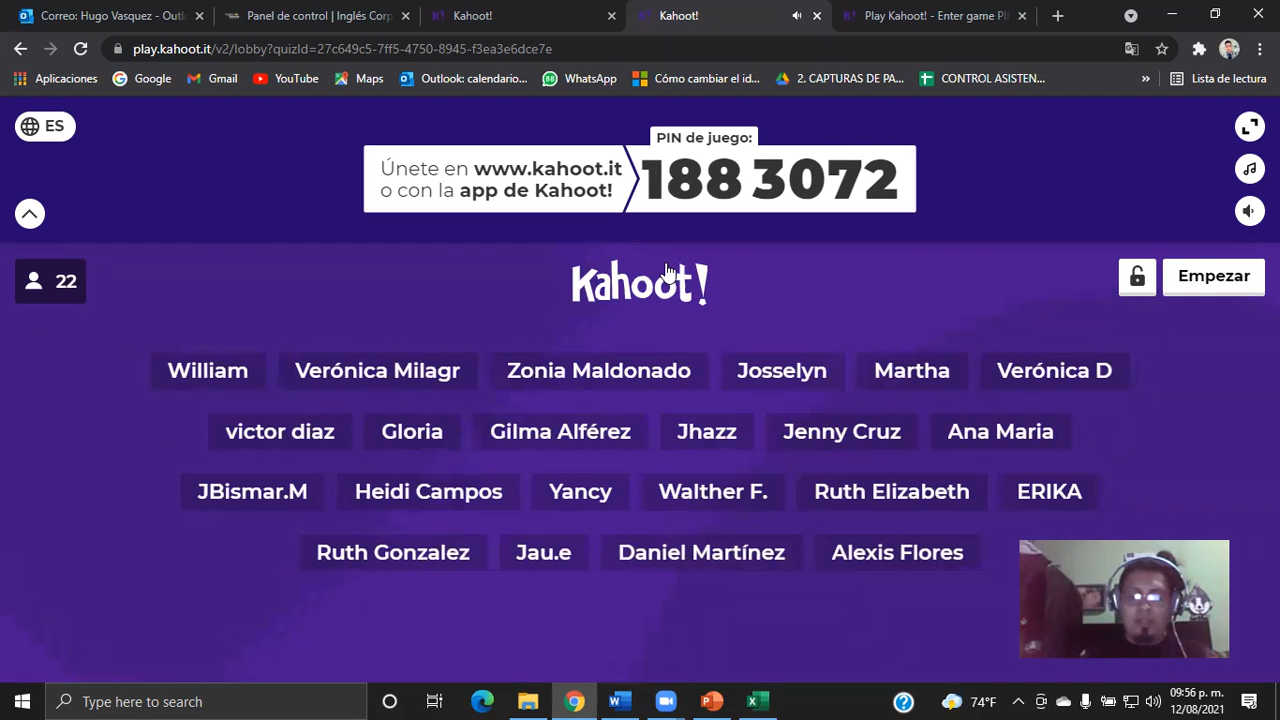 Correo: Hugo Vasquez - Outl
Panel de control | Inglés Corp
Kahoot!
Kahoot!
Play Kahoot! - Enter game PI
play.kahoot.it/v2/lobby?quizId=27c649c5-7ff5-4750-8945-f3ea3e6dce7e
Aplicaciones
Google
Gmail
YouTube
Maps
Outlook: calendario...
88
WhatsApp
Cómo cambiar el id...
2. CAPTURAS DE PA...
CONTROL ASISTEN...
»
Lista de lectura
ES
PIN de juego:
Únete en www.kahoot.it
o con la app de Kahoot!
188 3072
22
Kahoot!
Empezar
William
Verónica Milagr
Zonia Maldonado
Josselyn
Martha
Verónica D
victor diaz
Gloria
Gilma Alférez
Jhazz
Jenny Cruz
Ana Maria
JBismar.M
Heidi Campos
Yancy
Walther F.
Ruth Elizabeth
ERIKA
Ruth Gonzalez
Jau.e
Daniel Martínez
Alexis Flores
Type here to search
74°F
09:56 p. m.
12/08/2021